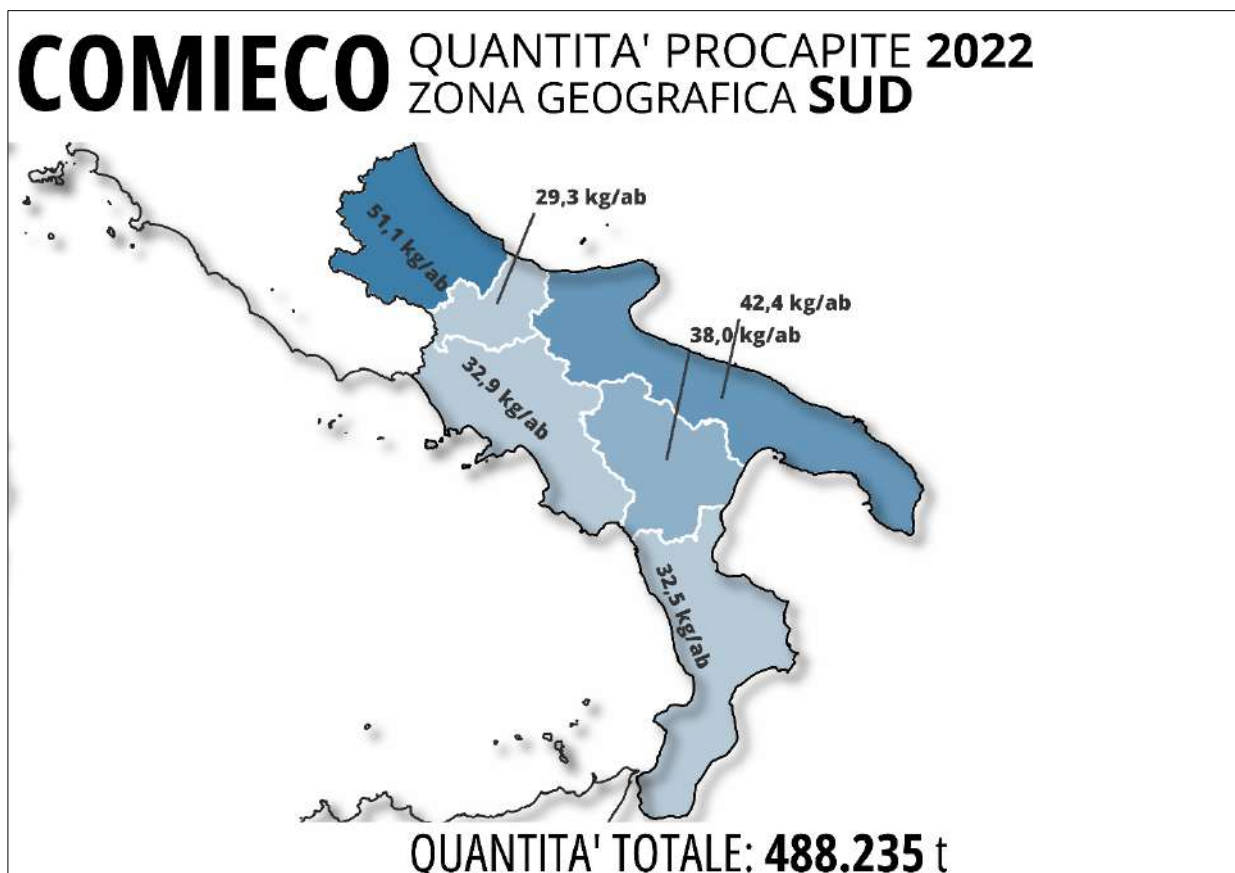 COMIECO
QUANTITA' PROCAPITE 2022
ZONA GEOGRAFICA SUD
29,3 kg/ab
51,1 kg/ab
42,4 kg/ab
38,0 kg/ab
32,9 kg/ab
32,5 kg/ab
QUANTITA' TOTALE: 488.235 t